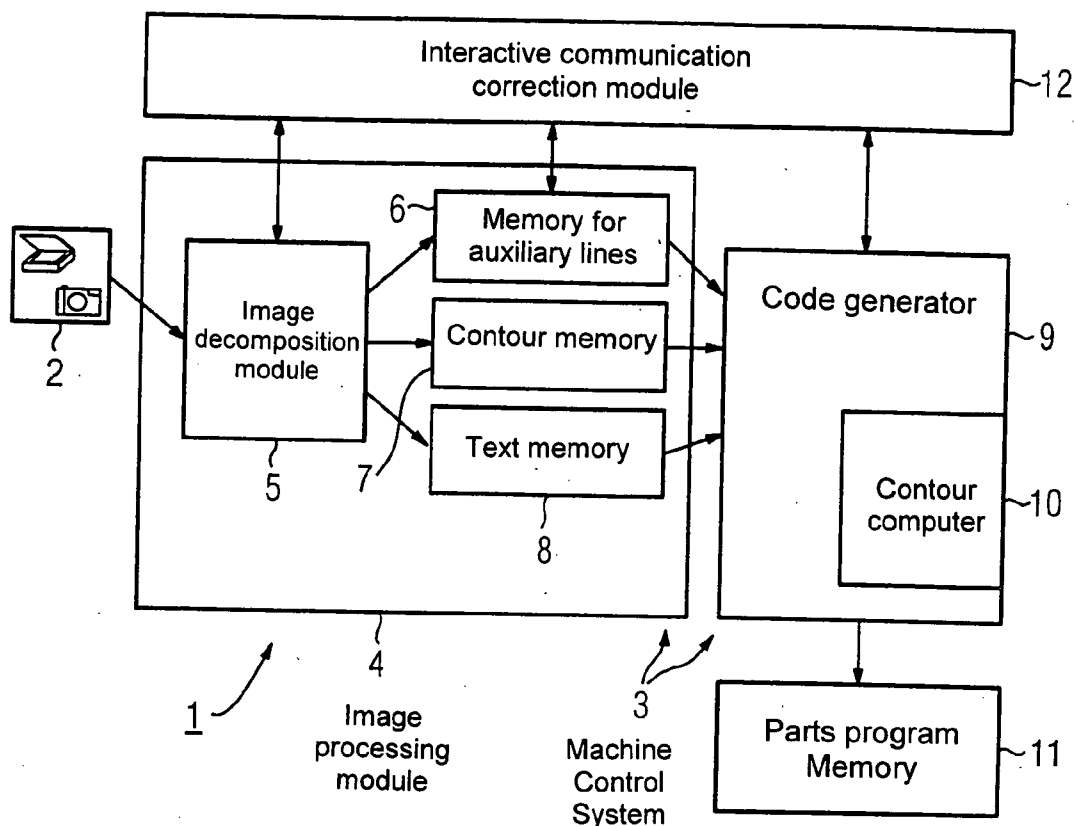 Interactive communication
correction module
12
6
Memory for
auxiliary lines
2
Image
decomposition
module
5
Contour memory
7
Text memory
8
Code generator
9
Contour
computer
10
4
1
Image
processing
module
3
Machine
Control
System
Parts program
Memory
11